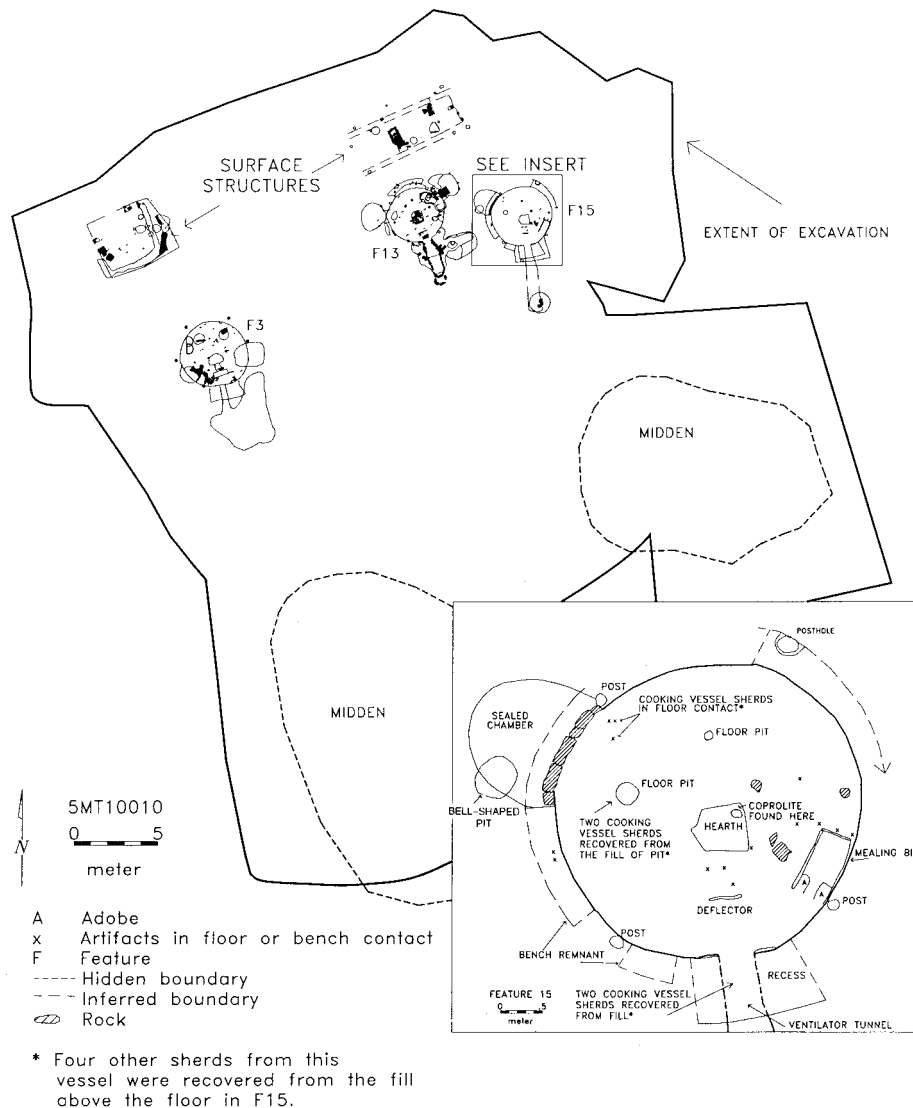 SURFACE
STRUCTURES
SEE INSERT
F15
F13
EXTENT OF EXCAVATION
F3
MIDDEN
MIDDEN
5MT10010
0 5
meter
N
A Adobe
x Artifacts in floor or bench contact
F Feature
Hidden boundary
Inferred boundary
Rock
* Four other sherds from this
vessel were recovered from the fill
above the floor in F15.
POSTHOLE
POST
COOKING VESSEL SHERDS
IN FLOOR CONTACT*
SEALED
CHAMBER
FLOOR PIT
FLOOR PIT
BELL-SHAPED
PIT
COPROLITE
FOUND HERE
HEARTH
TWO COOKING
VESSEL SHERDS
RECOVERED FROM
THE FILL OF PIT*
MEALING BI
A
A
POST
DEFLECTOR
POST
BENCH REMNANT
RECESS
FEATURE 15
0 .5
meter
TWO COOKING VESSEL
SHERDS RECOVERED
FROM FILL*
VENTILATOR TUNNEL